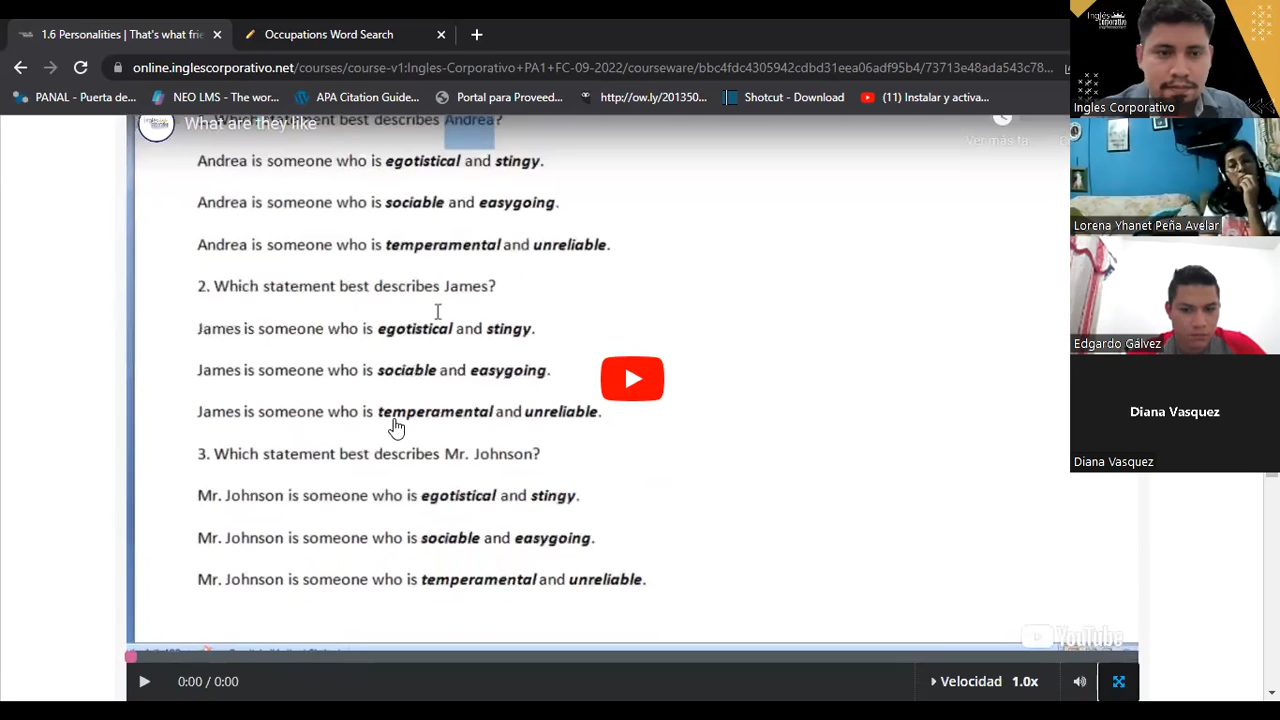 1.6 Personalities | That's what frie
Occupations Word Search
online.inglescorporativo.net/courses/course-v1:Ingles-Corporativo+PA1+FC-09-2022/courseware/bbc4fdc4305942cdbd31eea06adf95b4/73713e48ada543c78...
PANAL - Puerta de...
NEO LMS - The wor...
APA Citation Gene...
Portal para Proveed...
http://ow.ly/201350...
Shotcut - Download
(11) Instalar y activa...
What are they like
statement best describes Andrea?
Andrea is someone who is egotistical and stingy.
Andrea is someone who is sociable and easygoing.
Andrea is someone who is temperamental and unreliable.
2. Which statement best describes James?
James is someone who is egotistical and stingy.
James is someone who is sociable and easygoing.
James is someone who is temperamental and unreliable.
3. Which statement best describes Mr. Johnson?
Mr. Johnson is someone who is egotistical and stingy.
Mr. Johnson is someone who is sociable and easygoing.
Mr. Johnson is someone who is temperamental and unreliable.
YouTube
0:00 / 0:00
Velocidad 1.0x
Inglés Corporativo
Ingles Corporativo
Lorena Yhanet Peña Avelar
Edgardo Gálvez
Diana Vasquez
Diana Vasquez